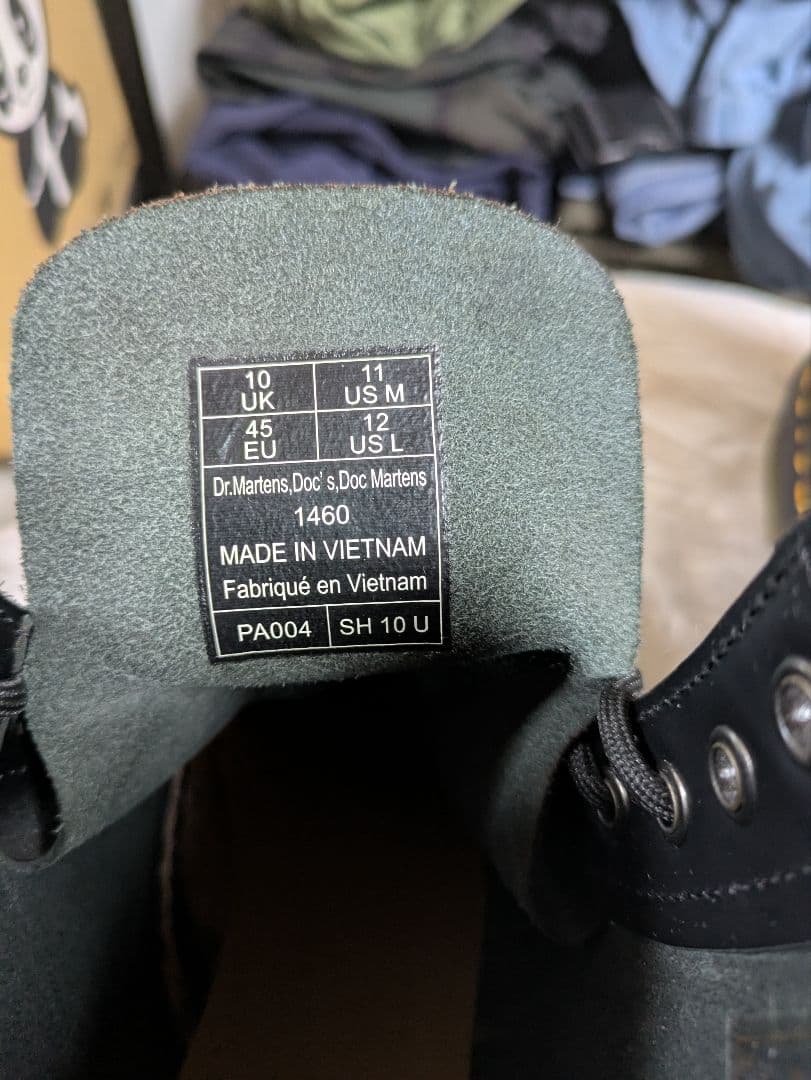 10 11
UK US M
45 12
EU US L
Dr.Martens,Doc's,Doc Martens
1460
MADE IN VIETNAM
Fabriqué en Vietnam
PA004 SH 10 U